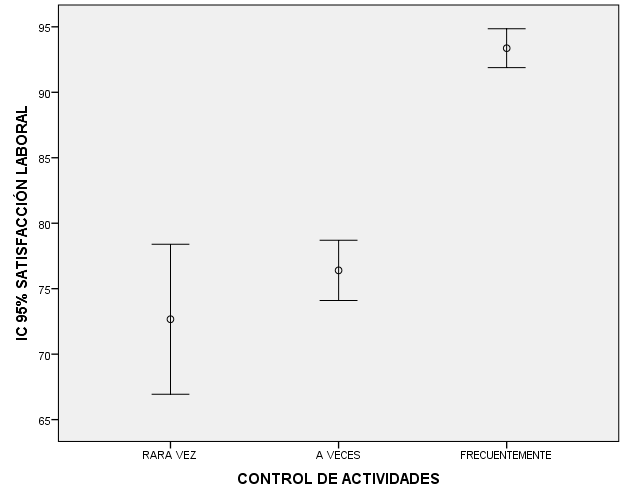 IC 95% SATISFACCIÓN LABORAL
95
90
85
80
75
70
65
RARA VEZ
A VECES
FRECUENTEMENTE
CONTROL DE ACTIVIDADES